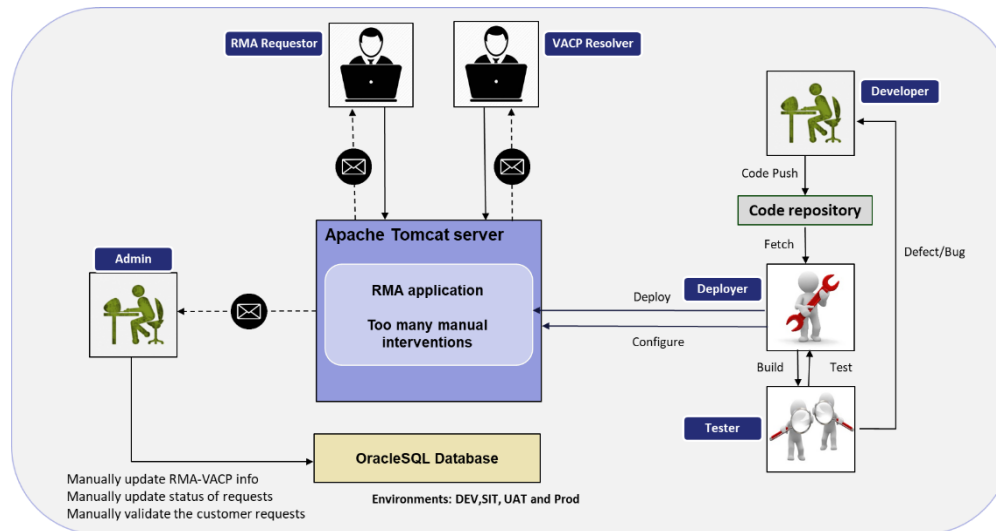 RMA Requestor
VACP Resolver
Developer
Code Push
Code repository
Fetch
Defect/Bug
Apache Tomcat server
Admin
RMA application
Too many manual
interventions
Deployer
Deploy
Configure
Build
Test
Tester
OracleSQL Database
Manually update RMA-VACP info
Manually update status of requests
Manually validate the customer requests
Environments: DEV,SIT, UAT and Prod